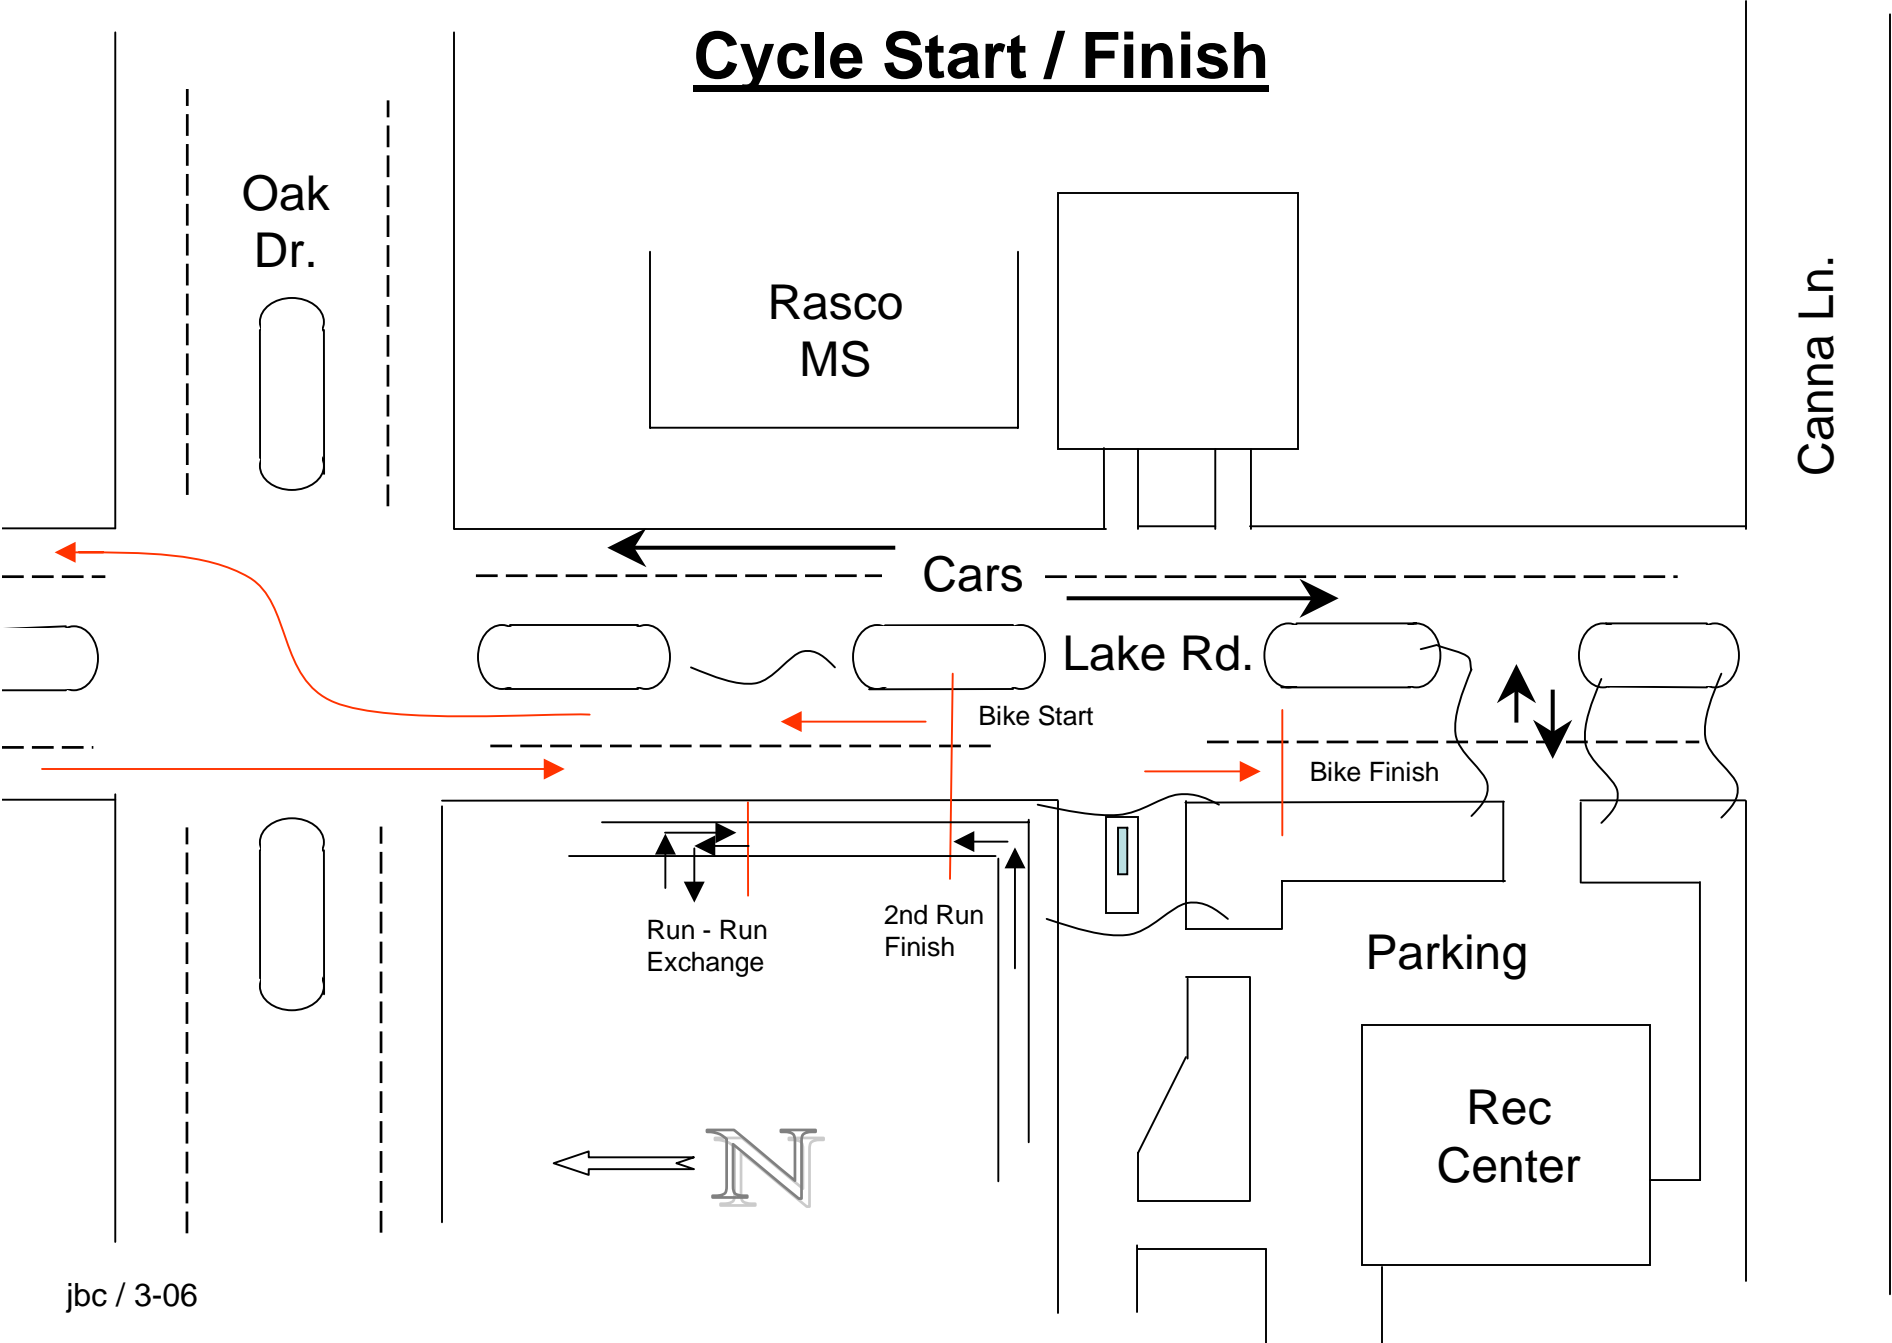 Cycle Start / Finish
Oak
Dr.
Rasco
MS
Canna Ln.
Cars
Lake Rd.
Bike Start
Bike Finish
Run - Run
Exchange
2nd Run
Finish
Parking
Rec
Center
N
jbc / 3-06